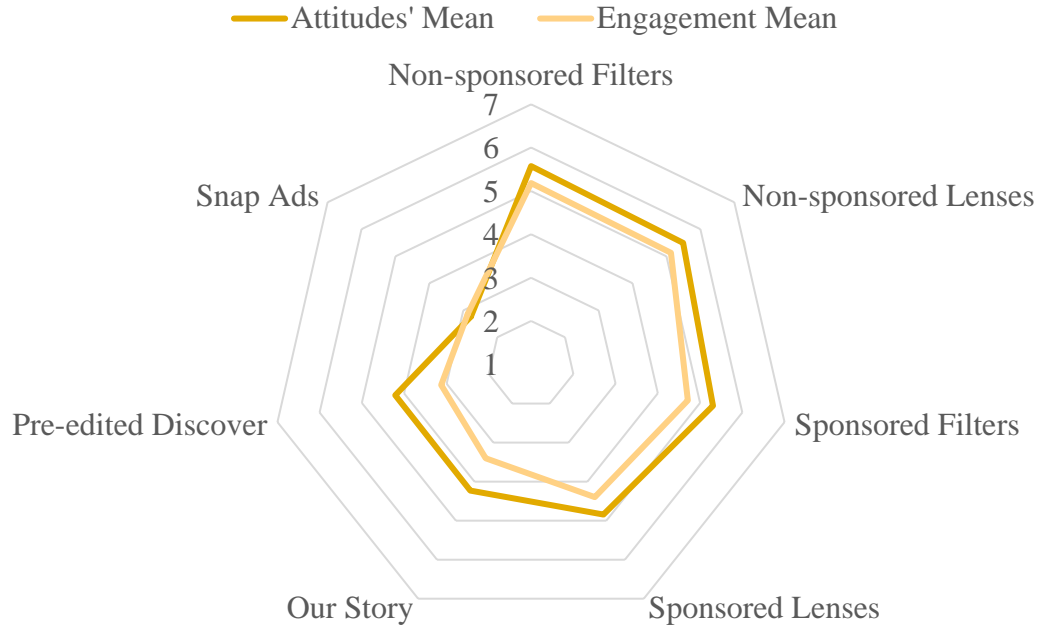 Attitudes' Mean
Engagement Mean
Non-sponsored Filters
7
6
5
4
3
2
1
Snap Ads
Non-sponsored Lenses
Pre-edited Discover
Sponsored Filters
Our Story
Sponsored Lenses